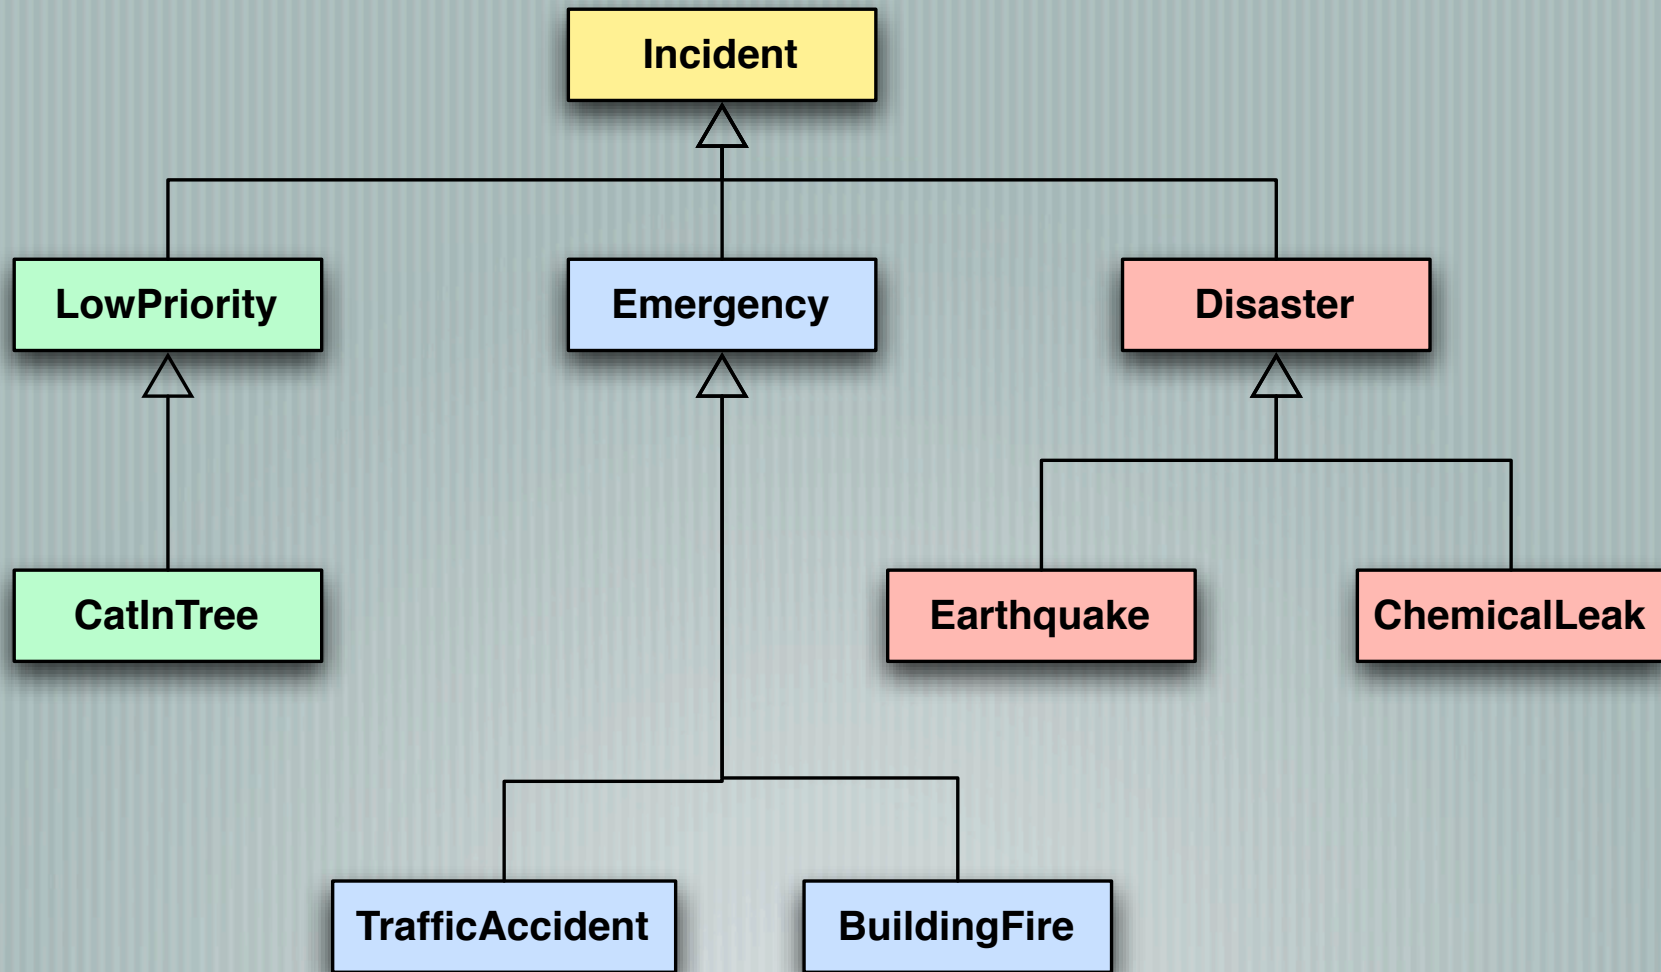 Incident
LowPriority
Emergency
Disaster
CatInTree
Earthquake
ChemicalLeak
TrafficAccident
BuildingFire